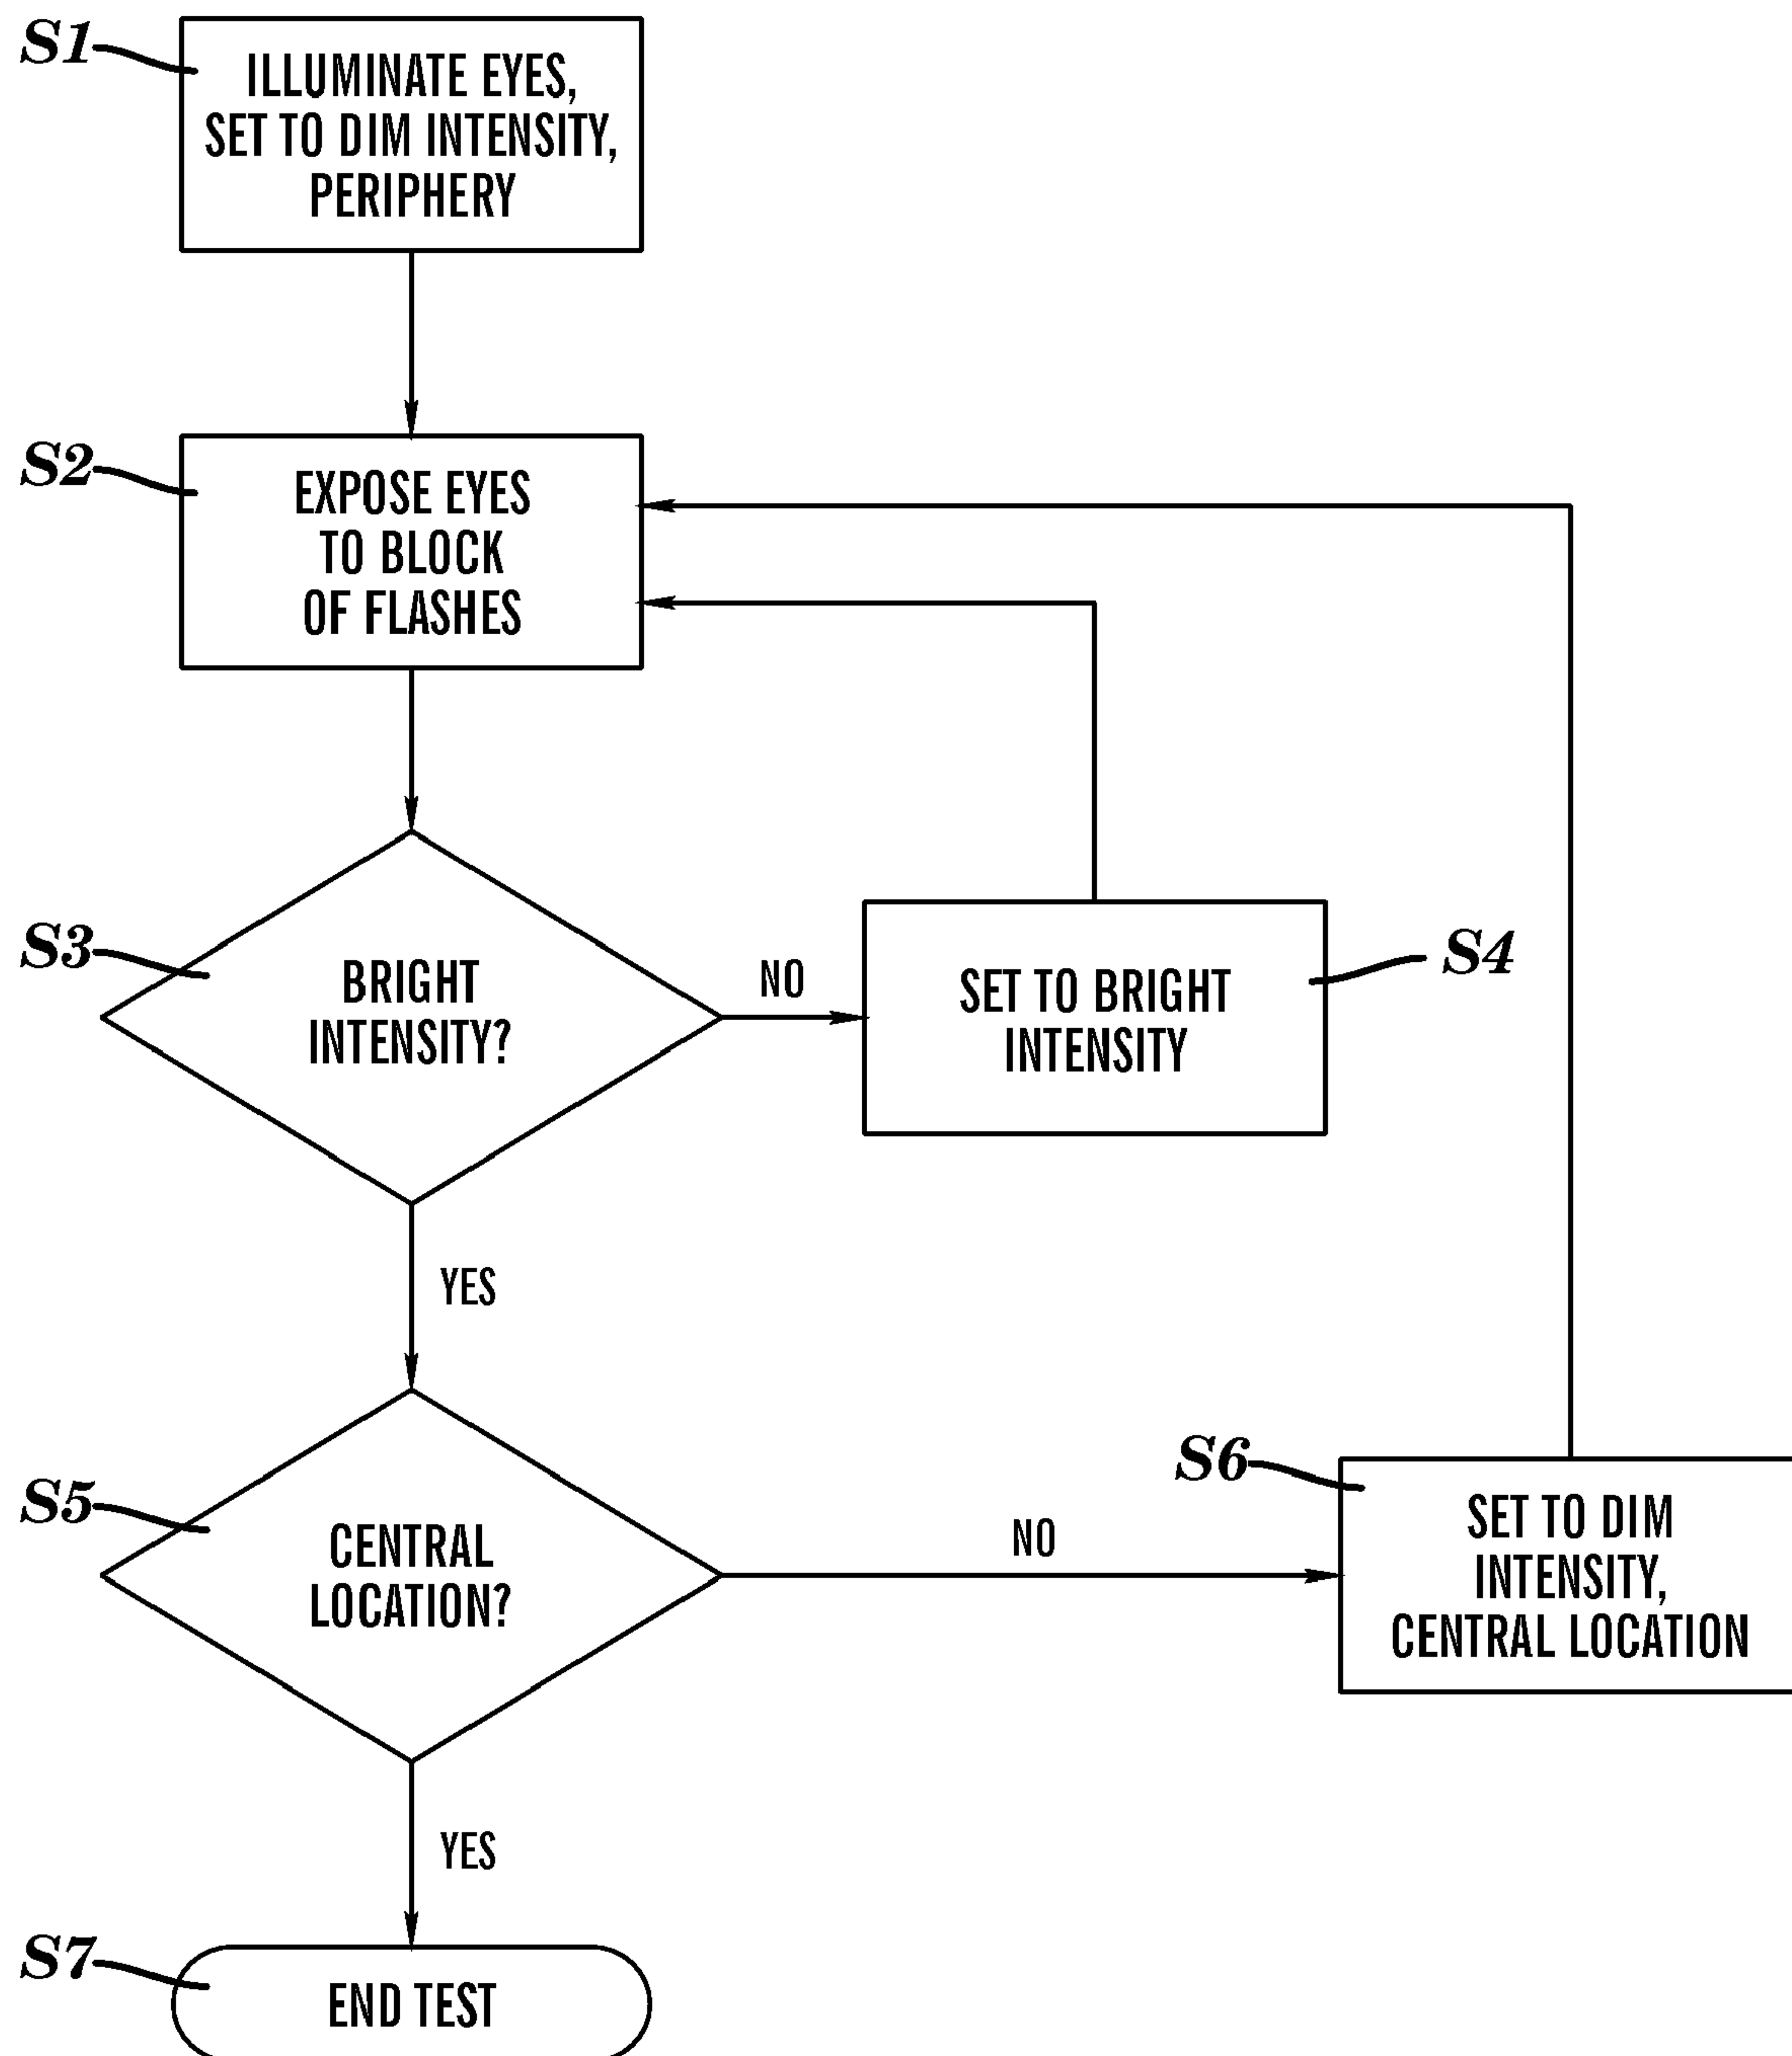 S1
ILLUMINATE EYES,
SET TO DIM INTENSITY,
PERIPHERY
S2
EXPOSE EYES
TO BLOCK
OF FLASHES
S3
BRIGHT
INTENSITY?
NO
SET TO BRIGHT
INTENSITY
S4
YES
S5
CENTRAL
LOCATION?
NO
S6
SET TO DIM
INTENSITY,
CENTRAL LOCATION
YES
S7
END TEST